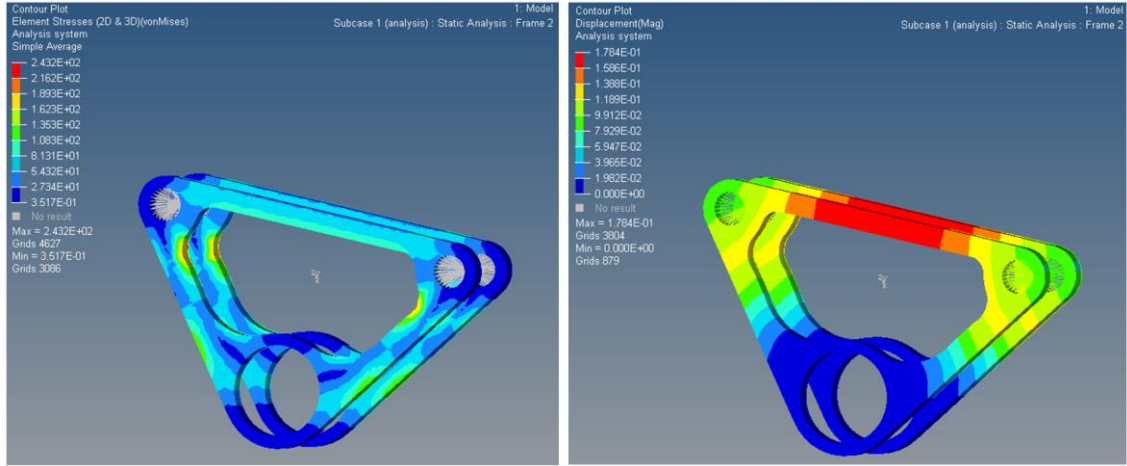 Contour Plot
Element Stresses (2D & 3D)(vonMises)
Analysis system
Simple Average
2.432E+02
2.162E+02
1.893E+02
1.623E+02
1.353E+02
1.083E+02
8.131E+01
5.432E+01
2.734E+01
3.517E-01
No result
Max = 2.432E+02
Grids 4627
Min = 3.517E-01
Grids 3086
1: Model
Subcase 1 (analysis) : Static Analysis : Frame 2
Contour Plot
Displacement(Mag)
Analysis system
1.784E-01
1.586E-01
1.388E-01
1.189E-01
9.912E-02
7.929E-02
5.947E-02
3.965E-02
1.982E-02
0.000E+00
No result
Max = 1.784E-01
Grids 3804
Min = 0.000E+00
Grids 879
1: Model
Subcase 1 (analysis) : Static Analysis : Frame 2